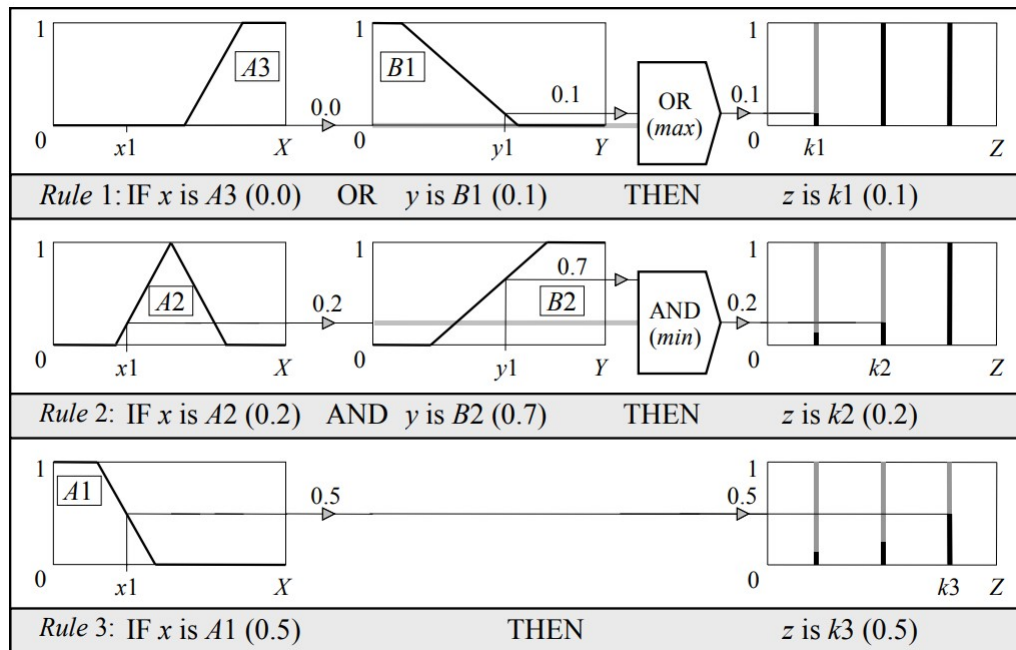 1 A3 0.0 1 B1 0.1 OR (max) 0.1 1
0 x1 X 0 y1 Y 0 k1 Z
Rule 1: IF x is A3 (0.0) OR y is B1 (0.1) THEN z is k1 (0.1)
1 A2 0.2 1 0.7 B2 AND (min) 0.2 1
0 x1 X 0 y1 Y 0 k2 Z
Rule 2: IF x is A2 (0.2) AND y is B2 (0.7) THEN z is k2 (0.2)
1 A1 0.5 0.5 1
0 x1 X 0 k3 Z
Rule 3: IF x is A1 (0.5) THEN z is k3 (0.5)